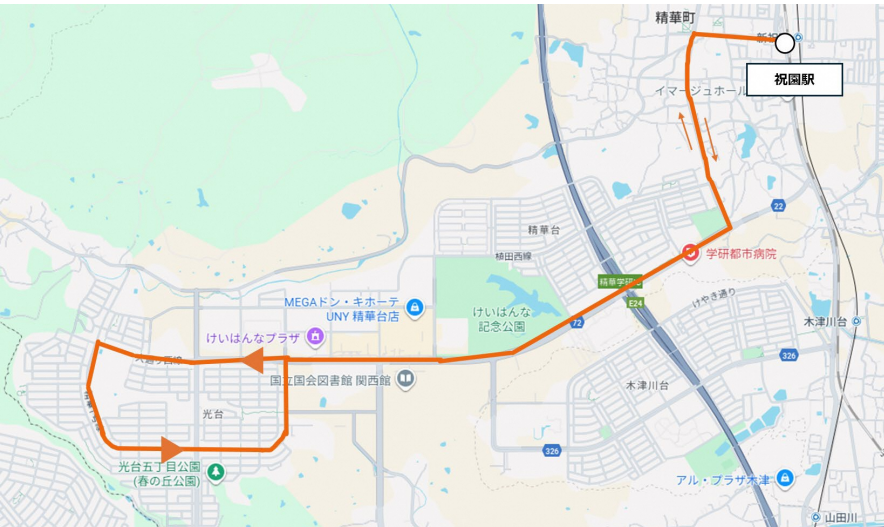 精華町
新祝
祝園駅
イマージュホール
22
精華台
植田西線
学研都市病院
精華学研
E24
けやき通り
MEGAドン・キホーテ
UNY 精華台店
けいはんな
記念公園
72
木津川台
けいはんなプラザ
326
国立国会図書館 関西館
木津川台
光台
326
光台五丁目公園
(春の丘公園)
アル・プラザ木津
山田川